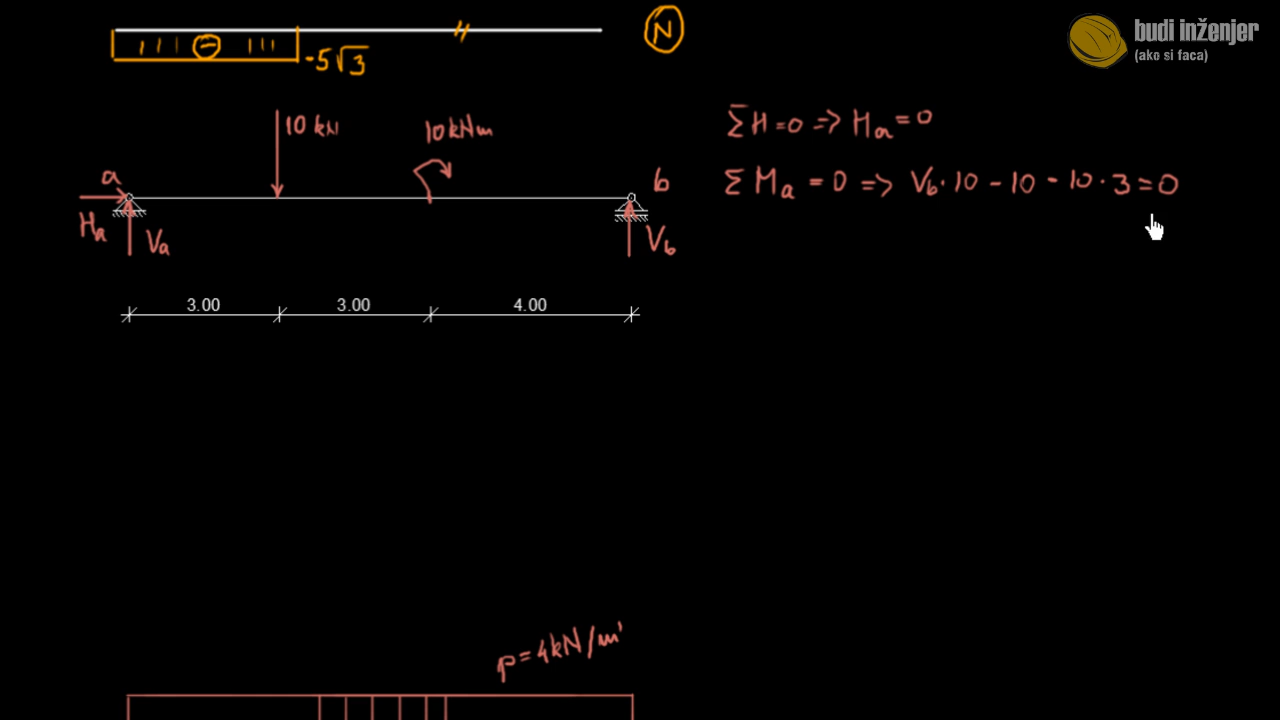 N
budi inženjer
(ako si faca)
-5√3
10 kN
10kNm
ΣH=0 => Ha=0
a
b
ΣMa = 0 => Vb·10 - 10 - 10·3=0
Ha
Va
Vb
3.00 3.00 4.00
p=4kN/m'